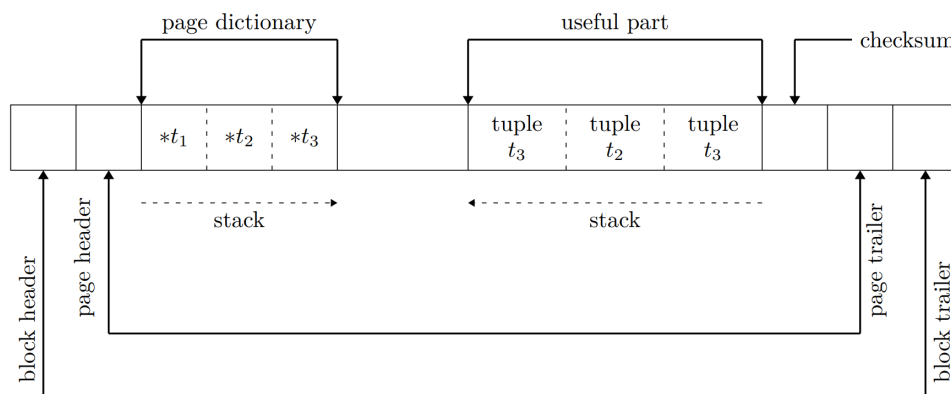 page dictionary
useful part
checksum
*t₁
*t₂
*t₃
tuple
t₃
tuple
t₂
tuple
t₃
stack
stack
block header
page header
page trailer
block trailer